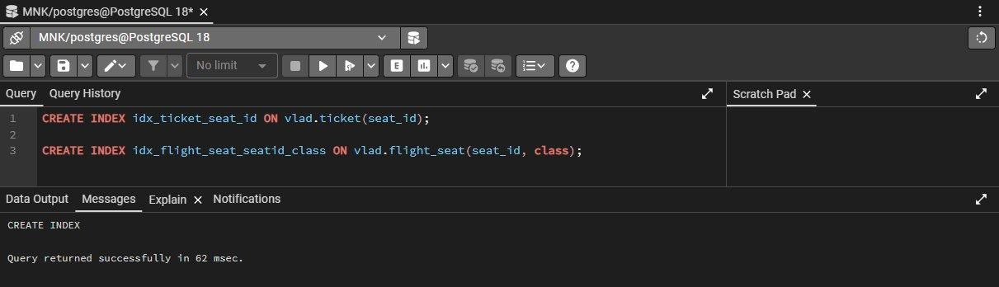 MNK/postgres@PostgreSQL 18*
MNK/postgres@PostgreSQL 18
No limit
E
Query Query History Scratch Pad
1 CREATE INDEX idx_ticket_seat_id ON vlad.ticket(seat_id);
2
3 CREATE INDEX idx_flight_seat_seatid_class ON vlad.flight_seat(seat_id, class);
Data Output Messages Explain Notifications
CREATE INDEX
Query returned successfully in 62 msec.